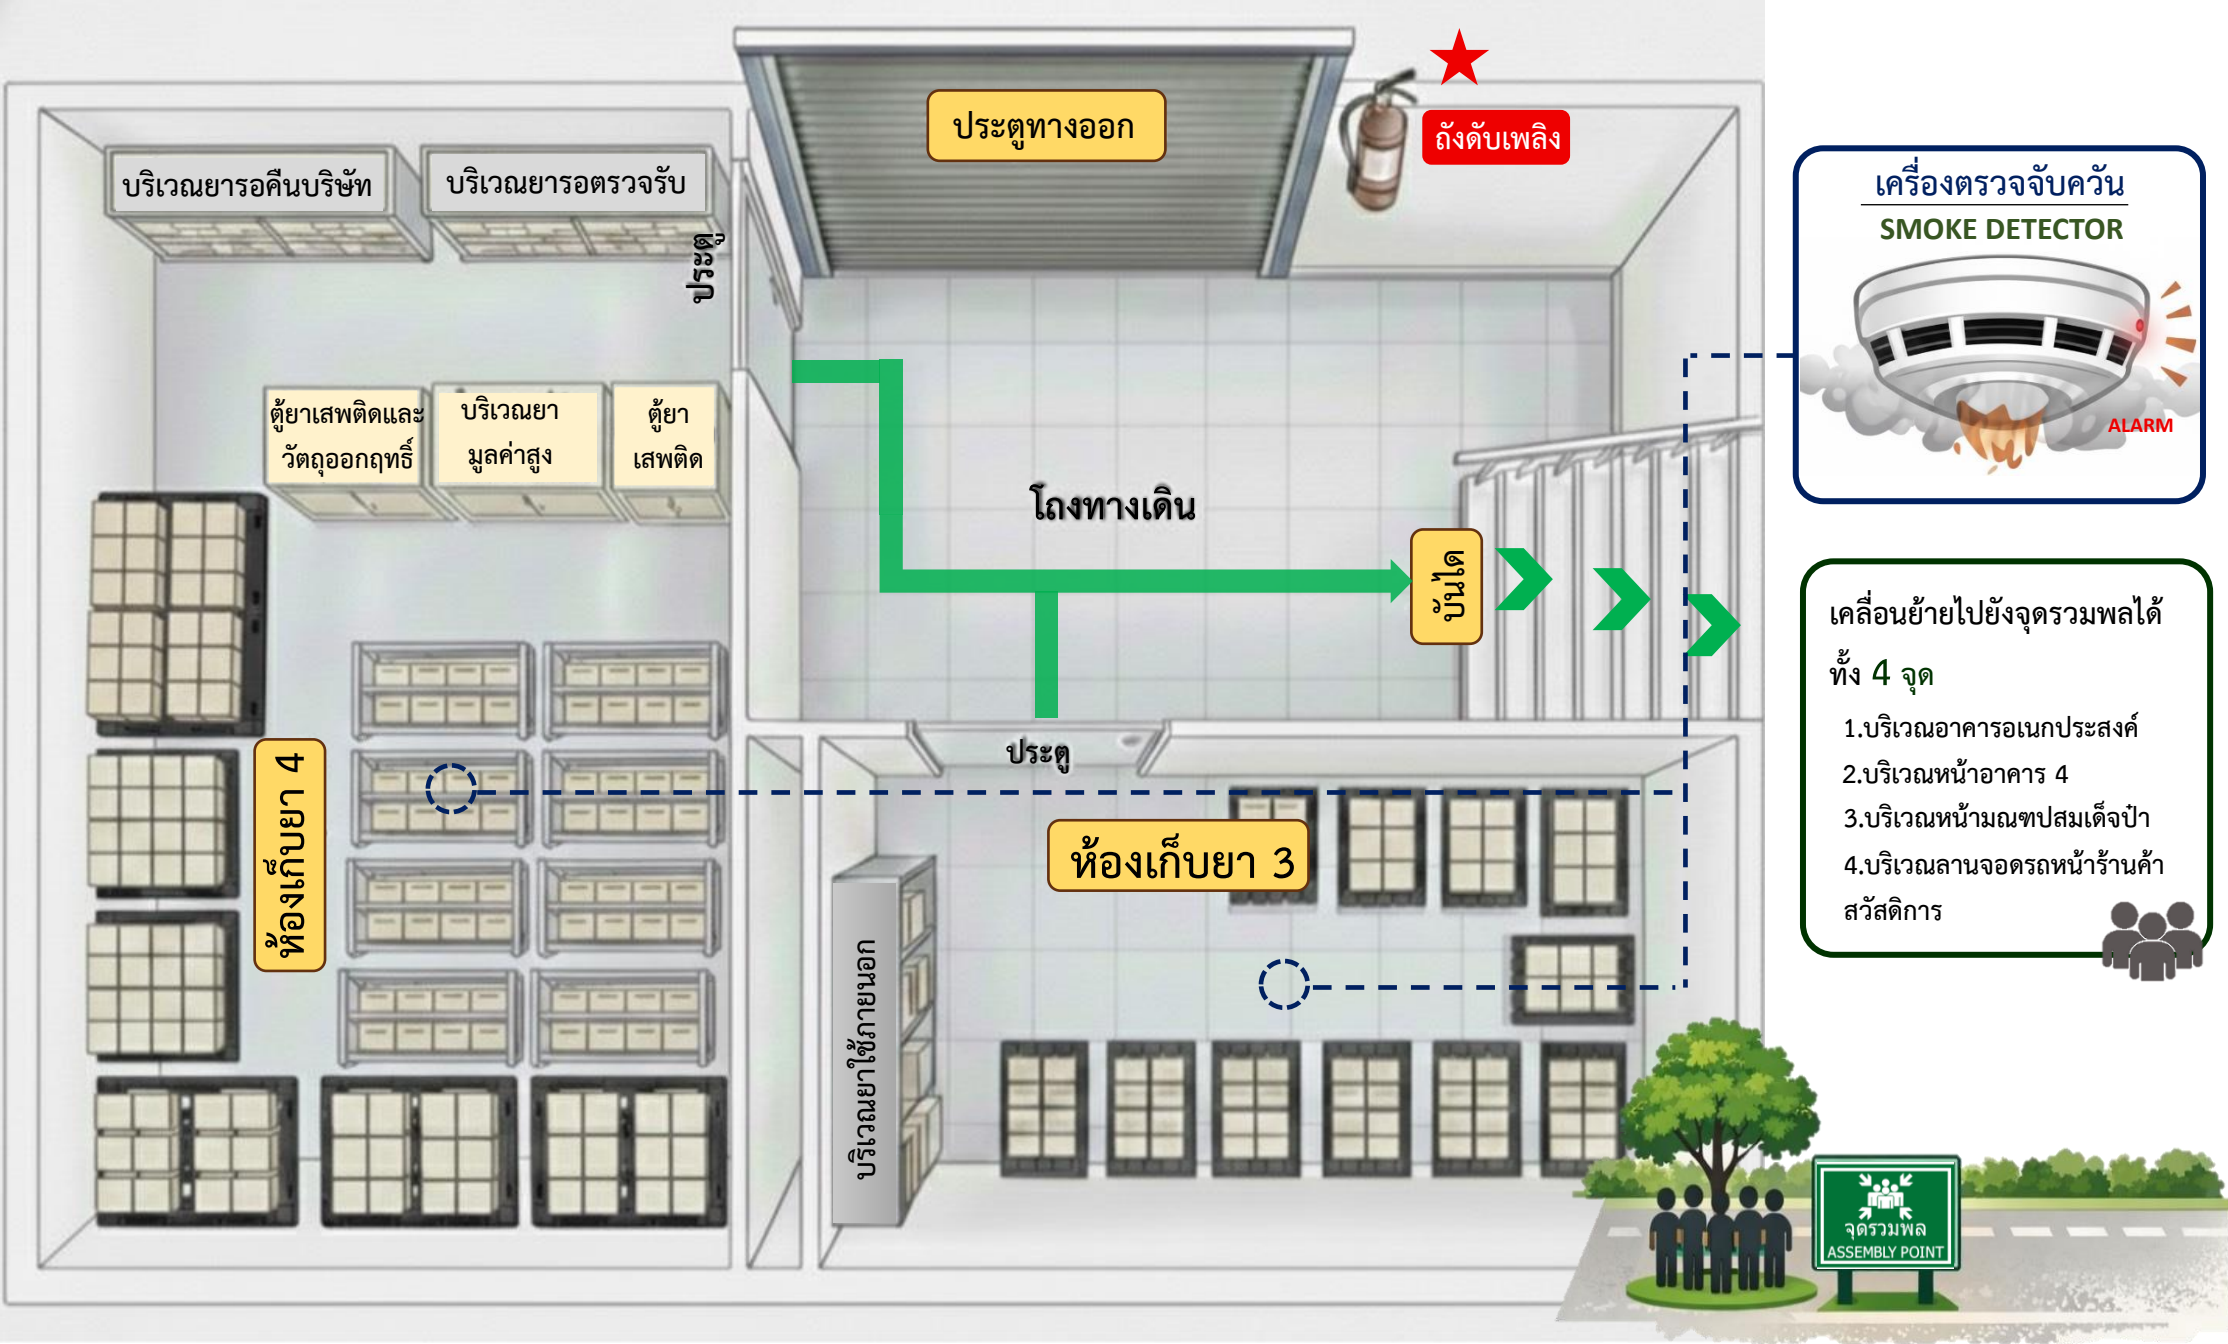 ประตูทางออก
ถังดับเพลิง
บริเวณยารอคืนบริษัท
บริเวณยารอตรวจรับ
ประตู
ตู้ยาเสพติดและ
วัตถุออกฤทธิ์
บริเวณยา
มูลค่าสูง
ตู้ยา
เสพติด
โถงทางเดิน
บันได
ประตู
ห้องเก็บยา 4
ห้องเก็บยา 3
บริเวณยาใช้ภายนอก
เครื่องตรวจจับควัน
SMOKE DETECTOR
ALARM
เคลื่อนย้ายไปยังจุดรวมพลได้
ทั้ง 4 จุด
1.บริเวณอาคารอเนกประสงค์
2.บริเวณหน้าอาคาร 4
3.บริเวณหน้ามณฑปสมเด็จป๋า
4.บริเวณลานจอดรถหน้าร้านค้า
สวัสดิการ
จุดรวมพล
ASSEMBLY POINT